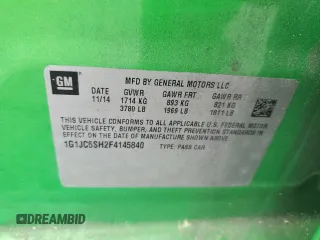 GM
MFD BY GENERAL MOTORS LLC
DATE GVWR GAWR FRT GAWR RR
11/14 1714 KG 893 KG 821 KG
3780 LB 1969 LB 1811 LB
THIS VEHICLE CONFORMS TO ALL APPLICABLE U.S. FEDERAL MOTOR
VEHICLE SAFETY, BUMPER, AND THEFT PREVENTION STANDARDS
IN EFFECT ON THE DATE OF MANUFACTURE SHOWN ABOVE.
1G1JC5SH2F4145840
TYPE: PASS CAR
DREAMBID